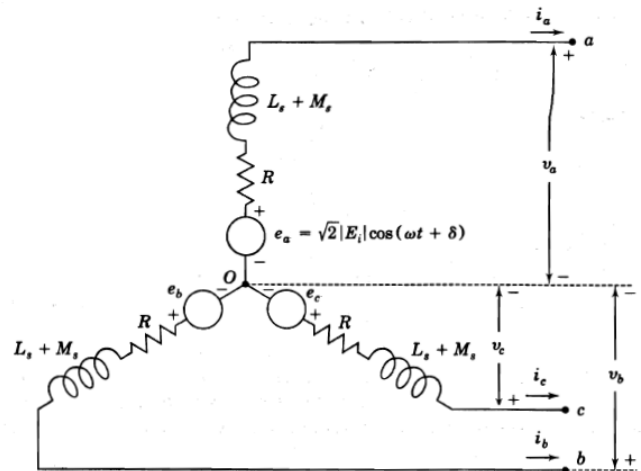 i_a
a
+
L_s + M_s
v_a
R
+
e_a = √2|E_i|cos(ωt + δ)
−
O
−
−
−
e_b
−
−
e_c
+
+
R
R
v_c
v_b
L_s + M_s
L_s + M_s
i_c
+
c
i_b
b
+